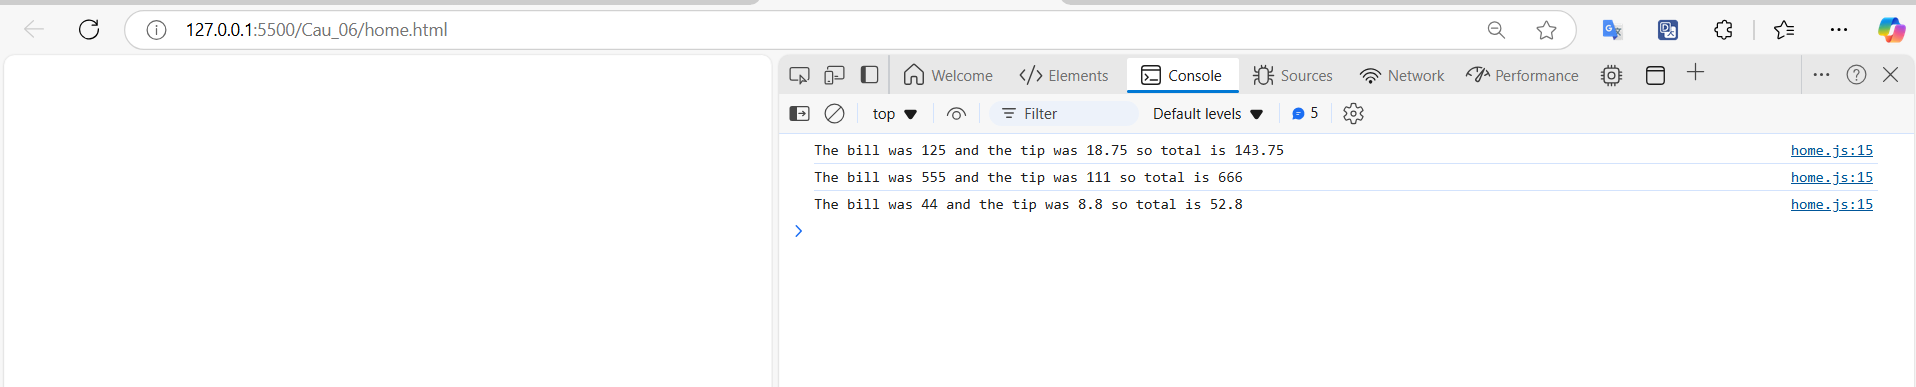 127.0.0.1:5500/Cau_06/home.html
Welcome Elements Console Sources Network Performance
top Filter Default levels 5
The bill was 125 and the tip was 18.75 so total is 143.75 home.js:15
The bill was 555 and the tip was 111 so total is 666 home.js:15
The bill was 44 and the tip was 8.8 so total is 52.8 home.js:15